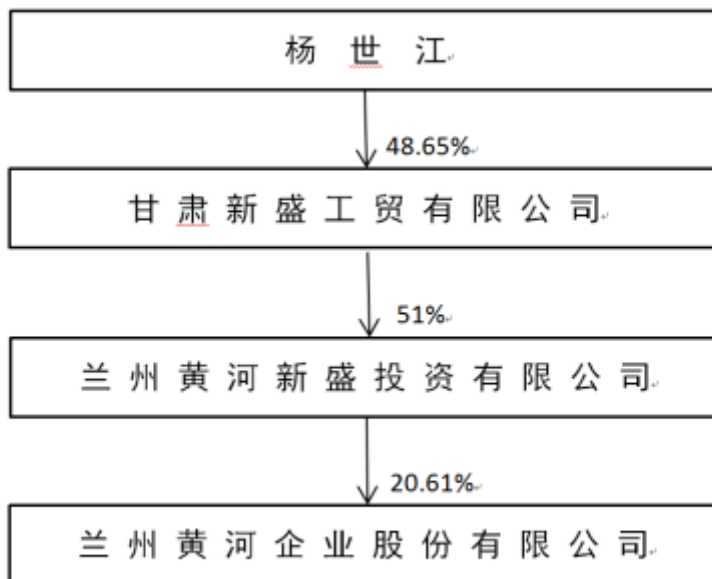 杨世江
48.65%
甘肃新盛工贸有限公司
51%
兰州黄河新盛投资有限公司
20.61%
兰州黄河企业股份有限公司